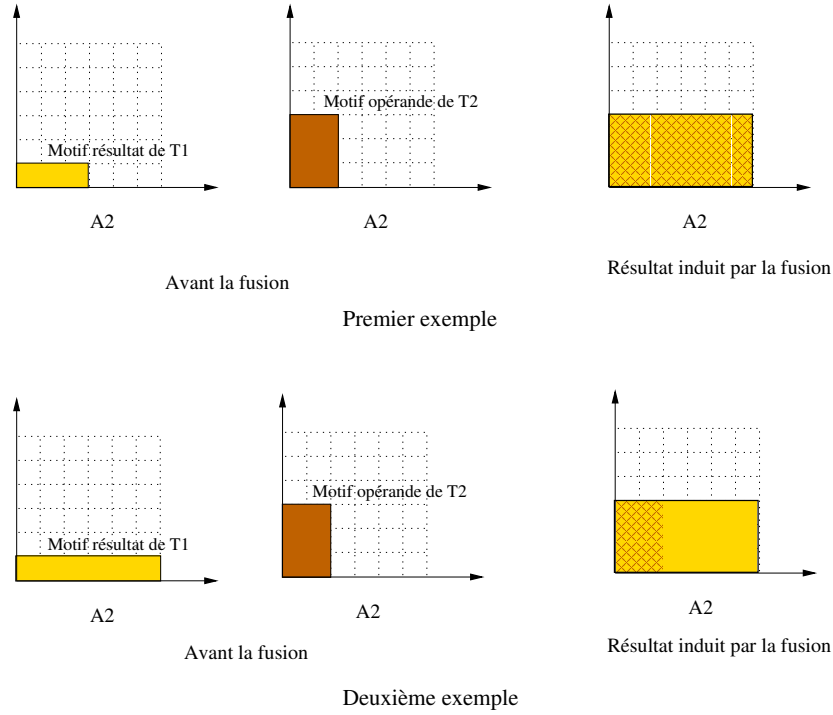 Motif opérande de T2
Motif résultat de T1
A2
A2
A2
Résultat induit par la fusion
Avant la fusion
Premier exemple
Motif opérande de T2
Motif résultat de T1
A2
A2
A2
Résultat induit par la fusion
Avant la fusion
Deuxième exemple